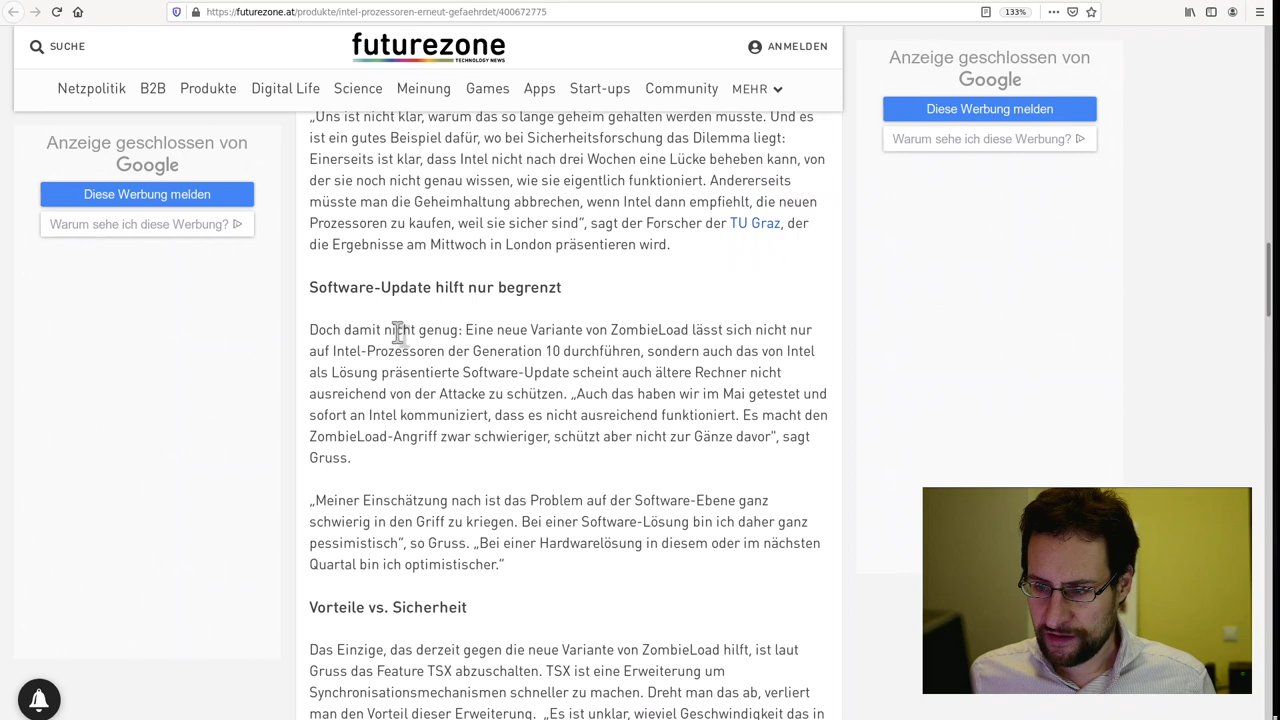 https://futurezone.at/produkte/intel-prozessoren-erneut-gefaehrdet/400672775
133%
SUCHE
futurezone
TECHNOLOGY NEWS
ANMELDEN
Netzpolitik B2B Produkte Digital Life Science Meinung Games Apps Start-ups Community MEHR
Anzeige geschlossen von
Google
Diese Werbung melden
Warum sehe ich diese Werbung?
Anzeige geschlossen von
Google
Diese Werbung melden
Warum sehe ich diese Werbung?
„Uns ist nicht klar, warum das so lange geheim gehalten werden musste. Und es
ist ein gutes Beispiel dafür, wo bei Sicherheitsforschung das Dilemma liegt:
Einerseits ist klar, dass Intel nicht nach drei Wochen eine Lücke beheben kann, von
der sie noch nicht genau wissen, wie sie eigentlich funktioniert. Andererseits
müsste man die Geheimhaltung abbrechen, wenn Intel dann empfiehlt, die neuen
Prozessoren zu kaufen, weil sie sicher sind“, sagt der Forscher der TU Graz, der
die Ergebnisse am Mittwoch in London präsentieren wird.
Software-Update hilft nur begrenzt
Doch damit nicht genug: Eine neue Variante von ZombieLoad lässt sich nicht nur
auf Intel-Prozessoren der Generation 10 durchführen, sondern auch das von Intel
als Lösung präsentierte Software-Update scheint auch ältere Rechner nicht
ausreichend von der Attacke zu schützen. „Auch das haben wir im Mai getestet und
sofort an Intel kommuniziert, dass es nicht ausreichend funktioniert. Es macht den
ZombieLoad-Angriff zwar schwieriger, schützt aber nicht zur Gänze davor“, sagt
Gruss.
„Meiner Einschätzung nach ist das Problem auf der Software-Ebene ganz
schwierig in den Griff zu kriegen. Bei einer Software-Lösung bin ich daher ganz
pessimistisch“, so Gruss. „Bei einer Hardwarelösung in diesem oder im nächsten
Quartal bin ich optimistischer.“
Vorteile vs. Sicherheit
Das Einzige, das derzeit gegen die neue Variante von ZombieLoad hilft, ist laut
Gruss das Feature TSX abzuschalten. TSX ist eine Erweiterung um
Synchronisationsmechanismen schneller zu machen. Dreht man das ab, verliert
man den Vorteil dieser Erweiterung. „Es ist unklar, wieviel Geschwindigkeit das in